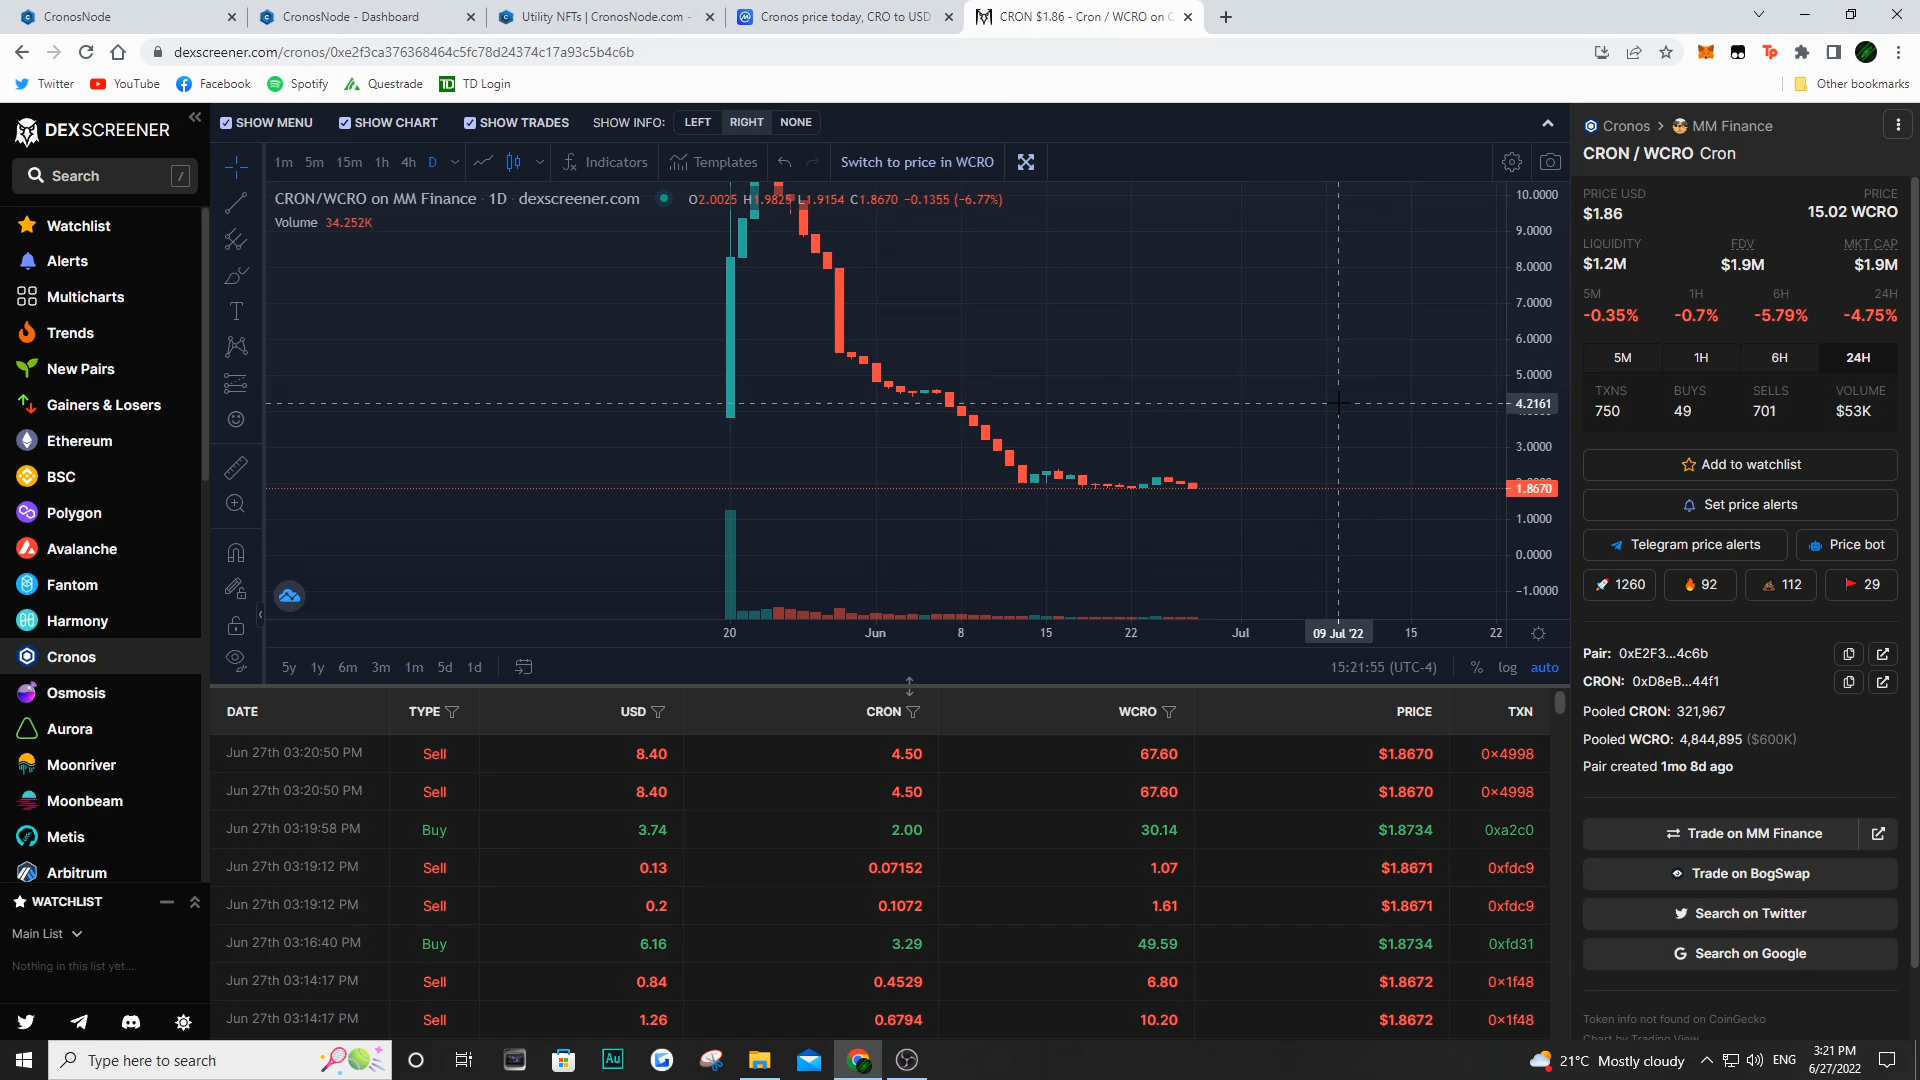 CronosNode
CronosNode - Dashboard
Utility NFTs | CronosNode.com -
Cronos price today, CRO to USD
CRON $1.86 - Cron / WCRO on C
dexscreener.com/cronos/0xe2f3ca376368464c5fc78d24374c17a93c5b4c6b
Twitter
YouTube
Facebook
Spotify
Questrade
TD Login
Other bookmarks
DEX SCREENER
Search /
Watchlist
Alerts
Multicharts
Trends
New Pairs
Gainers & Losers
Ethereum
BSC
Polygon
Avalanche
Fantom
Harmony
Cronos
Osmosis
Aurora
Moonriver
Moonbeam
Metis
Arbitrum
WATCHLIST
Main List
Nothing in this list yet...
SHOW MENU SHOW CHART SHOW TRADES SHOW INFO: LEFT RIGHT NONE
1m 5m 15m 1h 4h D Indicators Templates Switch to price in WCRO
CRON/WCRO on MM Finance · 1D · dexscreener.com O2.0025 H1.9825 L1.9154 C1.8670 -0.1355 (-6.77%)
Volume 34.252K
10.0000
9.0000
8.0000
7.0000
6.0000
5.0000
4.2161
3.0000
1.8670
1.0000
0.0000
-1.0000
20 Jun 8 15 22 Jul 09 Jul '22 15 22
5y 1y 6m 3m 1m 5d 1d 15:21:55 (UTC-4) % log auto
DATE TYPE USD CRON WCRO PRICE TXN
Jun 27th 03:20:50 PM Sell 8.40 4.50 67.60 $1.8670 0x4998
Jun 27th 03:20:50 PM Sell 8.40 4.50 67.60 $1.8670 0x4998
Jun 27th 03:19:58 PM Buy 3.74 2.00 30.14 $1.8734 0xa2c0
Jun 27th 03:19:12 PM Sell 0.13 0.07152 1.07 $1.8671 0xfdc9
Jun 27th 03:19:12 PM Sell 0.2 0.1072 1.61 $1.8671 0xfdc9
Jun 27th 03:16:40 PM Buy 6.16 3.29 49.59 $1.8734 0xfd31
Jun 27th 03:14:17 PM Sell 0.84 0.4529 6.80 $1.8672 0x1f48
Jun 27th 03:14:17 PM Sell 1.26 0.6794 10.20 $1.8672 0x1f48
Cronos > MM Finance
CRON / WCRO Cron
PRICE USD PRICE
$1.86 15.02 WCRO
LIQUIDITY FDV MKT CAP
$1.2M $1.9M $1.9M
5M 1H 6H 24H
-0.35% -0.7% -5.79% -4.75%
5M 1H 6H 24H
TXNS BUYS SELLS VOLUME
750 49 701 $53K
Add to watchlist
Set price alerts
Telegram price alerts Price bot
1260 92 112 29
Pair: 0xE2F3...4c6b
CRON: 0xD8eB...44f1
Pooled CRON: 321,967
Pooled WCRO: 4,844,895 ($600K)
Pair created 1mo 8d ago
Trade on MM Finance
Trade on BogSwap
Search on Twitter
Search on Google
Token info not found on CoinGecko
Chart by Trading View
Type here to search
Au
21°C Mostly cloudy
ENG
3:21 PM
6/27/2022